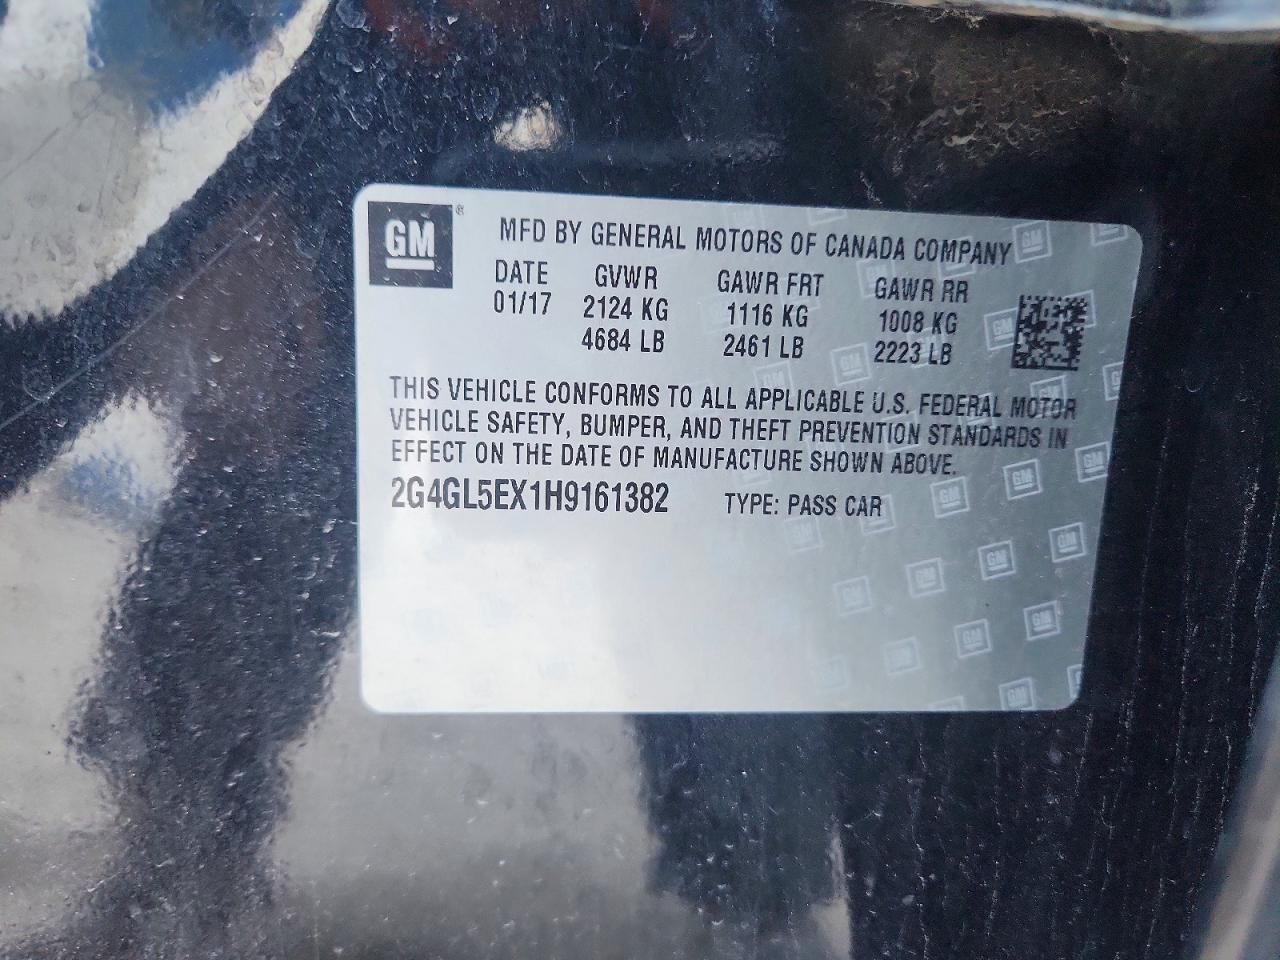 GM®
MFD BY GENERAL MOTORS OF CANADA COMPANY
DATE GVWR GAWR FRT GAWR RR
01/17 2124 KG 1116 KG 1008 KG
4684 LB 2461 LB 2223 LB
THIS VEHICLE CONFORMS TO ALL APPLICABLE U.S. FEDERAL MOTOR
VEHICLE SAFETY, BUMPER, AND THEFT PREVENTION STANDARDS IN
EFFECT ON THE DATE OF MANUFACTURE SHOWN ABOVE.
2G4GL5EX1H9161382 TYPE: PASS CAR